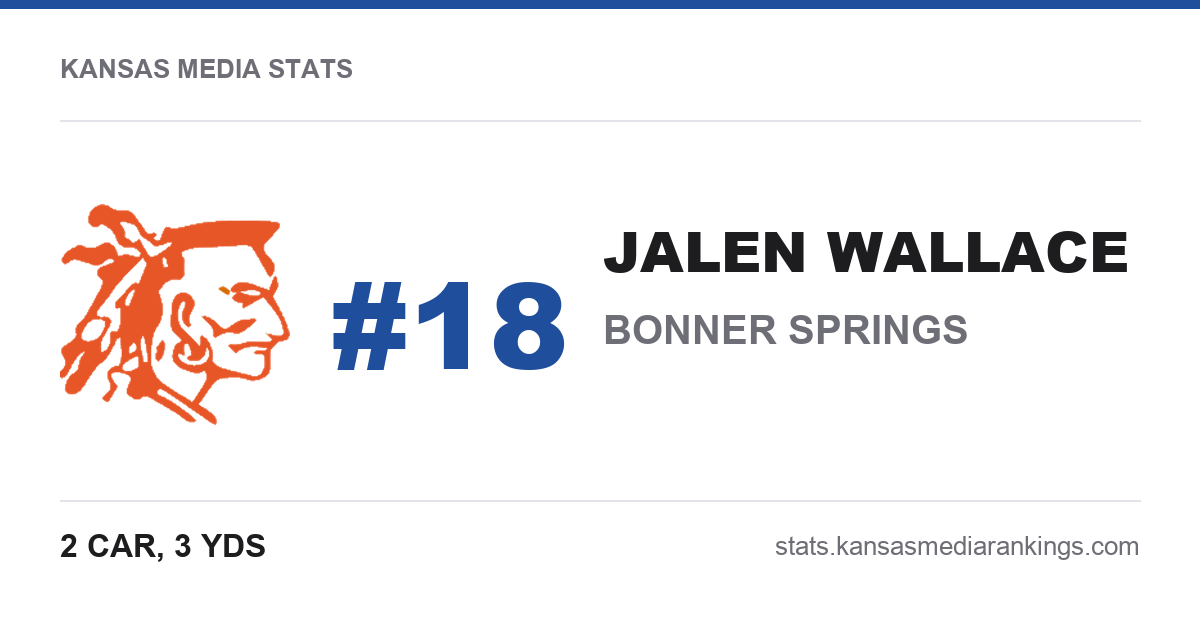 KANSAS MEDIA STATS
#18
JALEN WALLACE
BONNER SPRINGS
2 CAR, 3 YDS
stats.kansasmediarankings.com